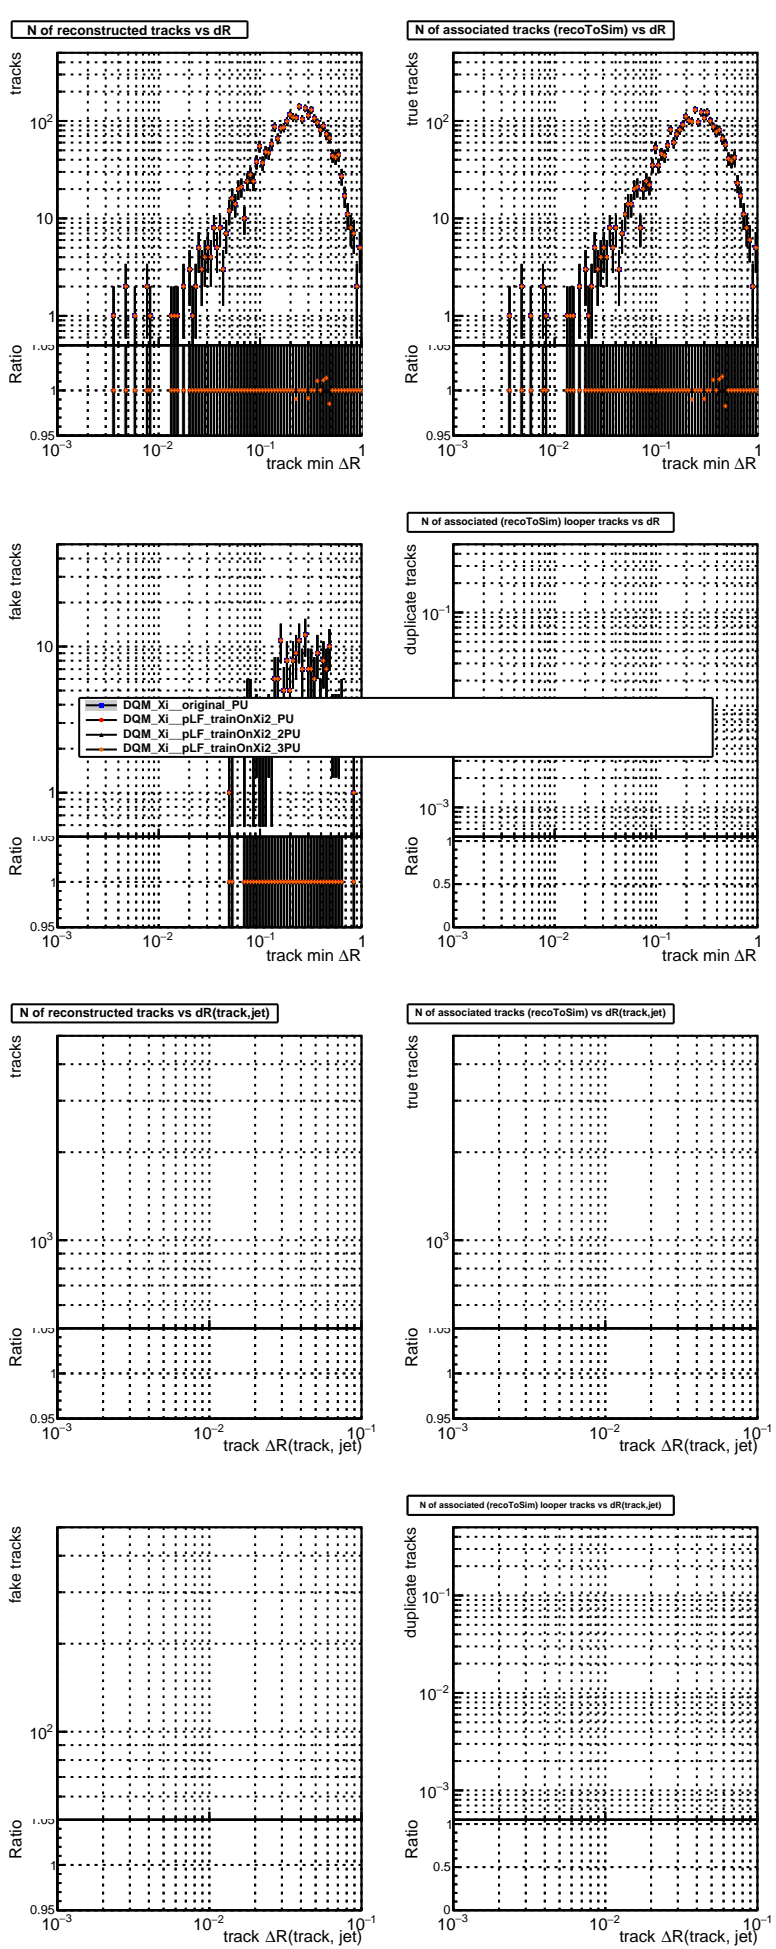 N of reconstructed tracks vs dR
tracks
10²
10
1
1.05
Ratio
1
0.95
10⁻³ 10⁻² 10⁻¹ 1
track min ΔR
N of associated tracks (recoToSim) vs dR
true tracks
10²
10
1
1.05
Ratio
1
0.95
10⁻³ 10⁻² 10⁻¹ 1
track min ΔR
fake tracks
10
1
1.05
Ratio
1
0.95
10⁻³ 10⁻² 10⁻¹ 1
track min ΔR
N of associated (recoToSim) looper tracks vs dR
duplicate tracks
10⁻¹
10⁻³
Ratio
1
0.5
0
10⁻³ 10⁻² 10⁻¹ 1
track min ΔR
DQM_Xi__original_PU
DQM_Xi__pLF_trainOnXi2_PU
DQM_Xi__pLF_trainOnXi2_2PU
DQM_Xi__pLF_trainOnXi2_3PU
N of reconstructed tracks vs dR(track,jet)
tracks
10³
1.05
Ratio
1
0.95
10⁻³ 10⁻² 10⁻¹
track ΔR(track, jet)
N of associated tracks (recoToSim) vs dR(track,jet)
true tracks
10³
1.05
Ratio
1
0.95
10⁻³ 10⁻² 10⁻¹
track ΔR(track, jet)
fake tracks
10²
1.05
Ratio
1
0.95
10⁻³ 10⁻² 10⁻¹
track ΔR(track, jet)
N of associated (recoToSim) looper tracks vs dR(track,jet)
duplicate tracks
10⁻¹
10⁻²
10⁻³
Ratio
1
0.5
0
10⁻³ 10⁻² 10⁻¹
track ΔR(track, jet)